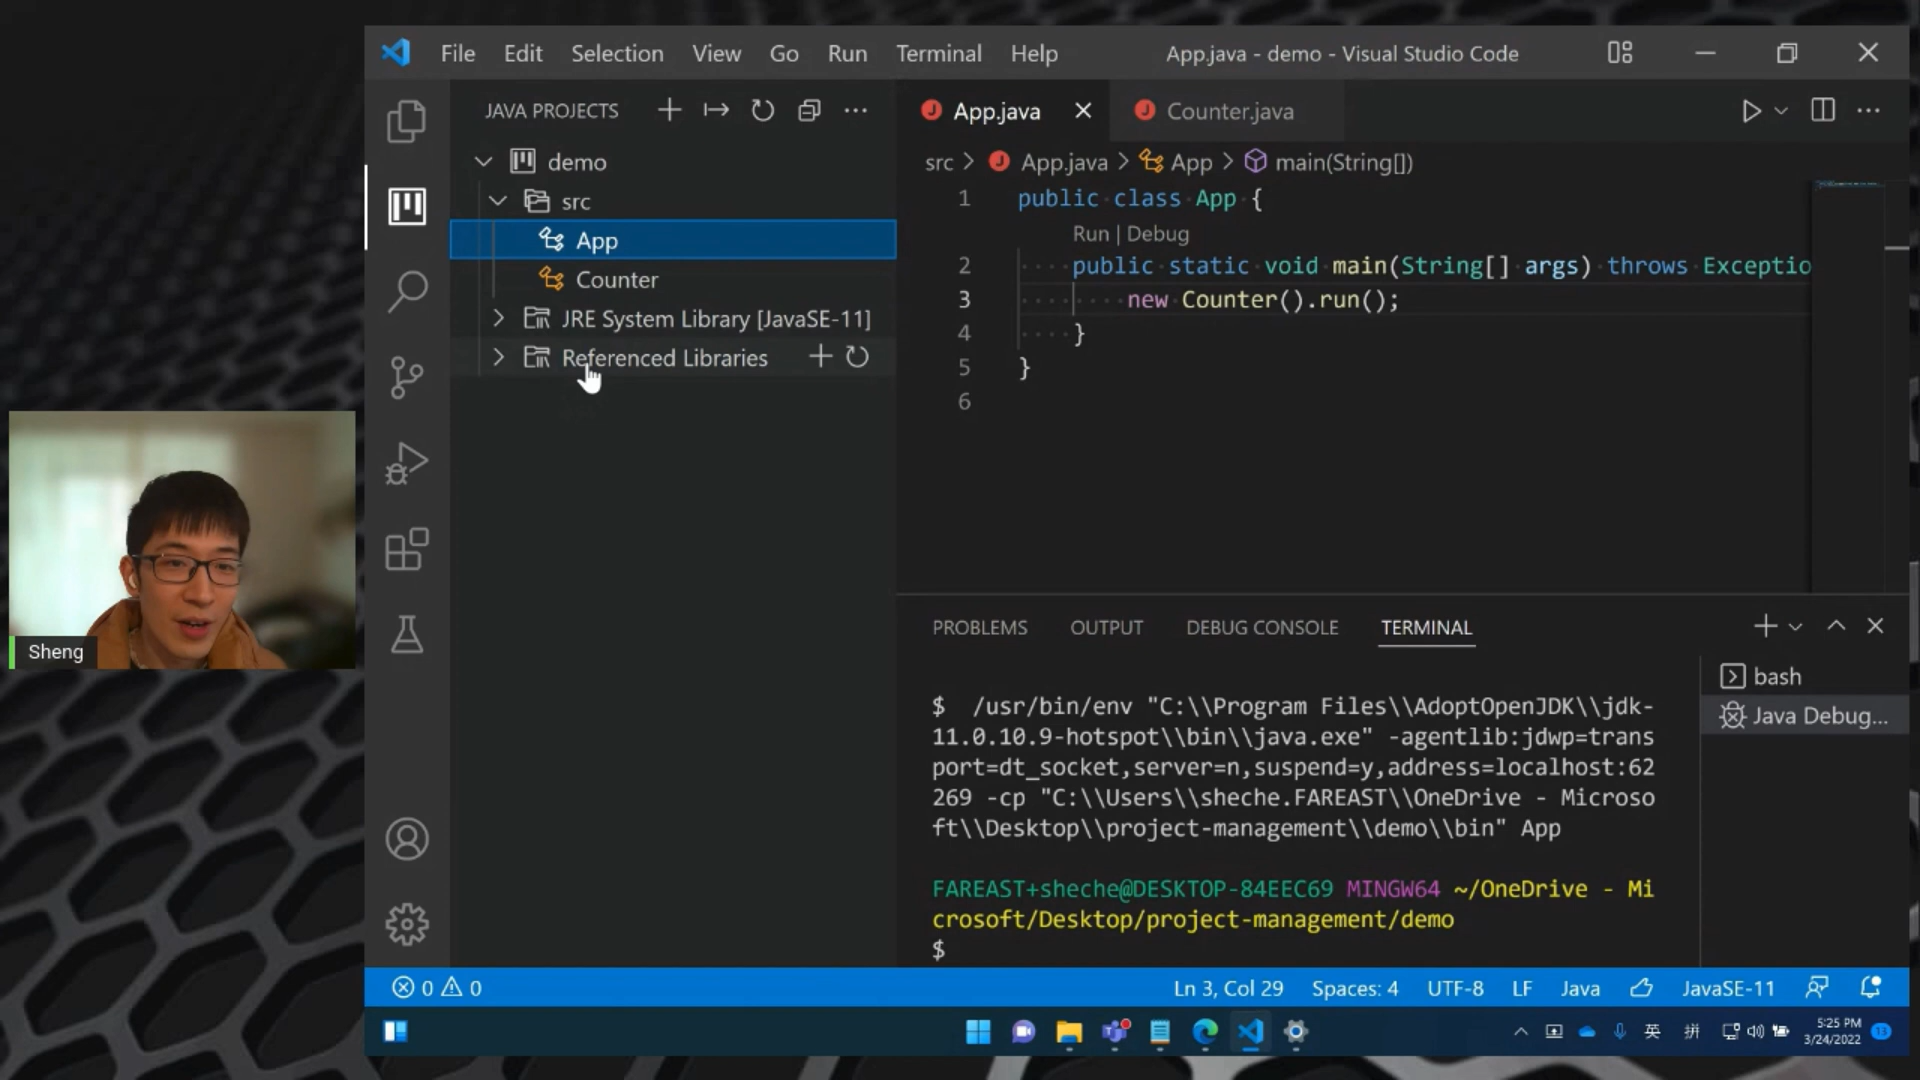 File Edit Selection View Go Run Terminal Help App.java - demo - Visual Studio Code
JAVA PROJECTS
demo
src
App
Counter
JRE System Library [JavaSE-11]
Referenced Libraries
App.java Counter.java
src > App.java > App > main(String[])
1 public class App {
Run | Debug
2 public static void main(String[] args) throws Exceptio
3 new Counter().run();
4 }
5 }
6
PROBLEMS OUTPUT DEBUG CONSOLE TERMINAL
$ /usr/bin/env "C:\\Program Files\\AdoptOpenJDK\\jdk-
11.0.10.9-hotspot\\bin\\java.exe" -agentlib:jdwp=trans
port=dt_socket,server=n,suspend=y,address=localhost:62
269 -cp "C:\\Users\\sheche.FAREAST\\OneDrive - Microso
ft\\Desktop\\project-management\\demo\\bin" App
FAREAST+sheche@DESKTOP-84EEC69 MINGW64 ~/OneDrive - Mi
crosoft/Desktop/project-management/demo
$
bash
Java Debug...
Sheng
0 0 Ln 3, Col 29 Spaces: 4 UTF-8 LF Java JavaSE-11
英 拼 5:25 PM
3/24/2022 13